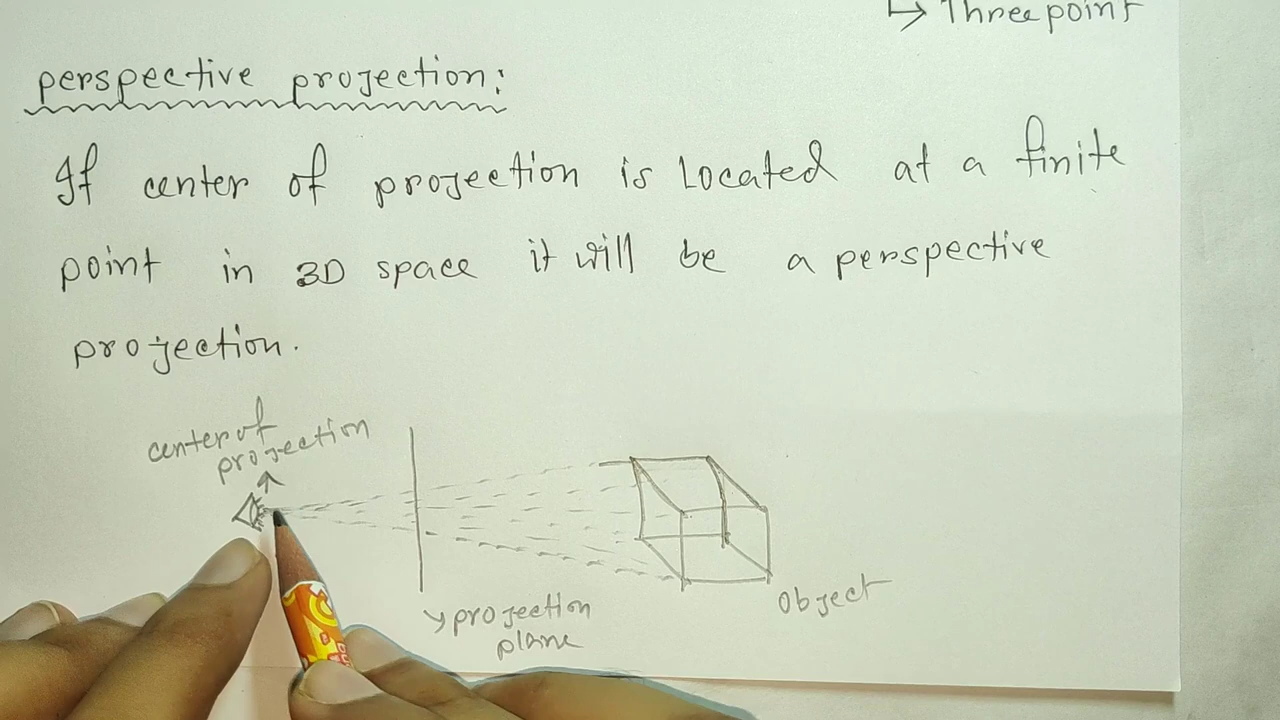 ↳ Three point
perspective projection:
If center of projection is Located at a finite
point in 3D space it will be a perspective
projection.
center of
projection
projection
plane
Object